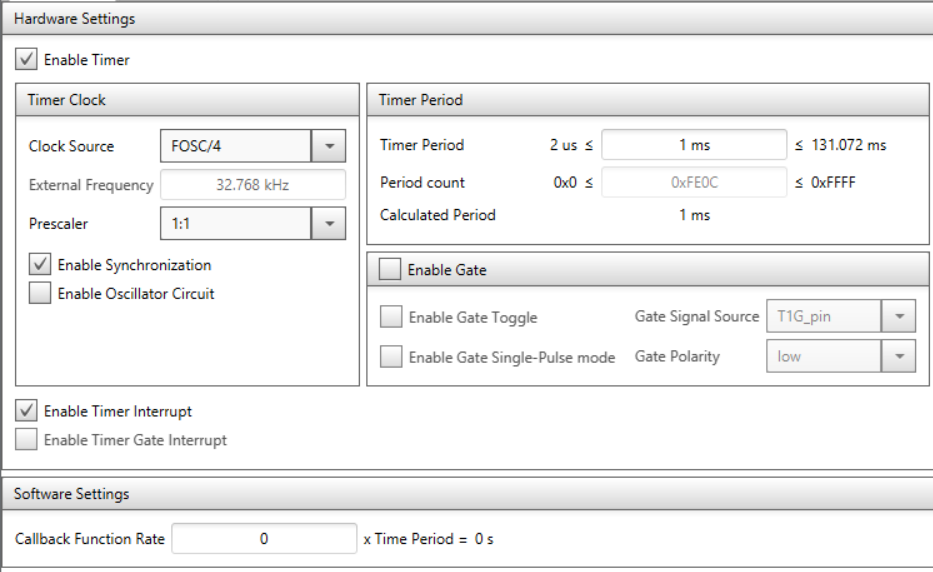 Hardware Settings
Enable Timer
Timer Clock
Clock Source FOSC/4
External Frequency 32.768 kHz
Prescaler 1:1
Enable Synchronization
Enable Oscillator Circuit
Timer Period
Timer Period 2 us ≤ 1 ms ≤ 131.072 ms
Period count 0x0 ≤ 0xFE0C ≤ 0xFFFF
Calculated Period 1 ms
Enable Gate
Enable Gate Toggle Gate Signal Source T1G_pin
Enable Gate Single-Pulse mode Gate Polarity low
Enable Timer Interrupt
Enable Timer Gate Interrupt
Software Settings
Callback Function Rate 0 x Time Period = 0 s